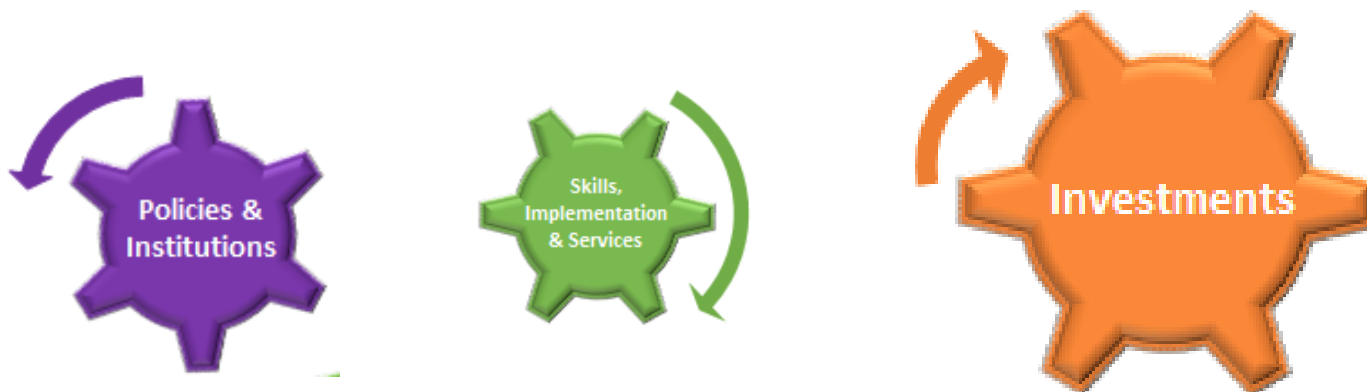 Policies &
Institutions
Skills,
Implementation
& Services
Investments